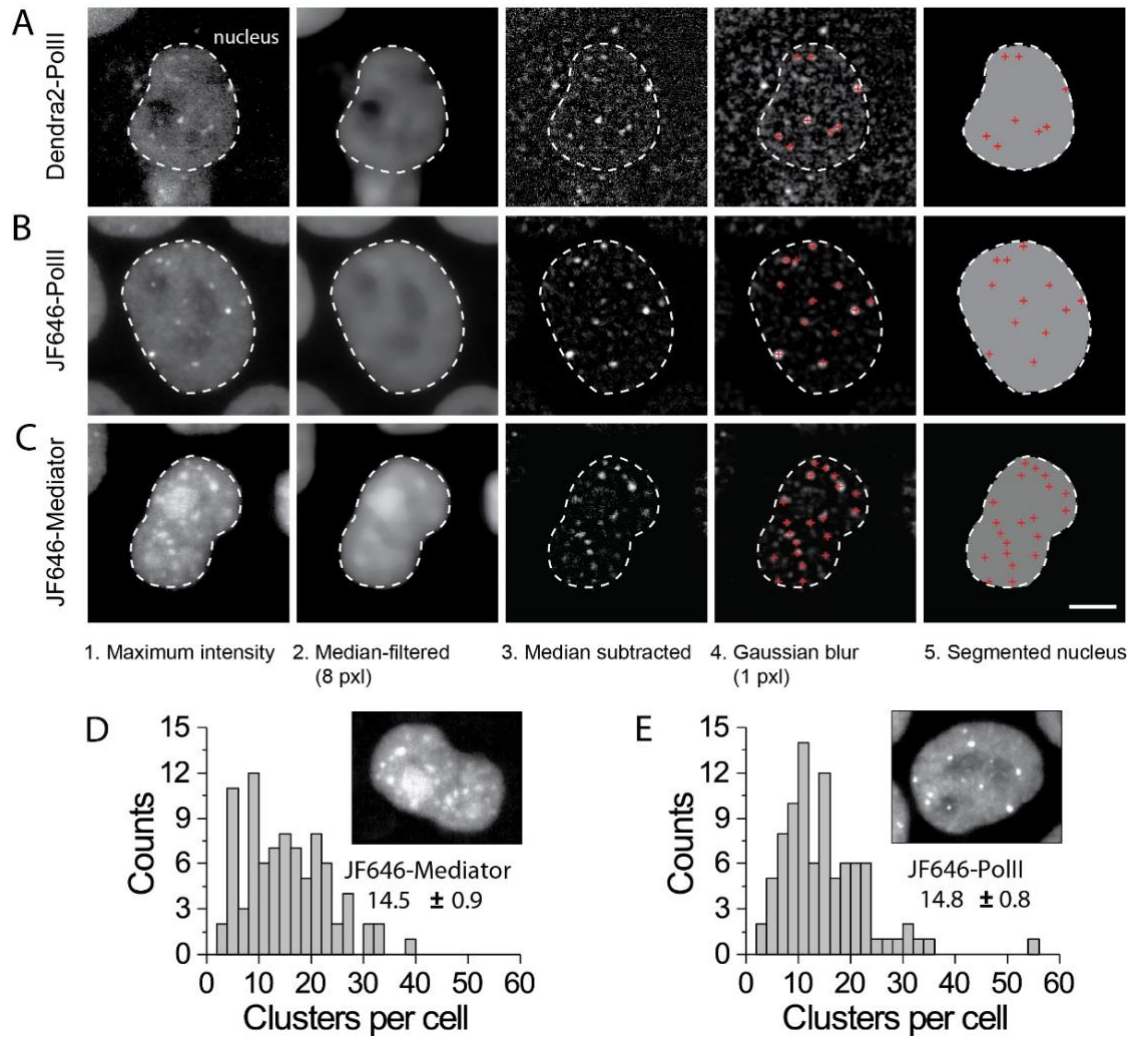 A
Dendra2-PolII
nucleus
B
JF646-PolII
C
JF646-Mediator
1. Maximum intensity
2. Median-filtered
(8 pxl)
3. Median subtracted
4. Gaussian blur
(1 pxl)
5. Segmented nucleus
D
15
12
9
6
3
0
Counts
JF646-Mediator
14.5 ± 0.9
0 10 20 30 40 50 60
Clusters per cell
E
15
12
9
6
3
0
Counts
JF646-PolII
14.8 ± 0.8
0 10 20 30 40 50 60
Clusters per cell